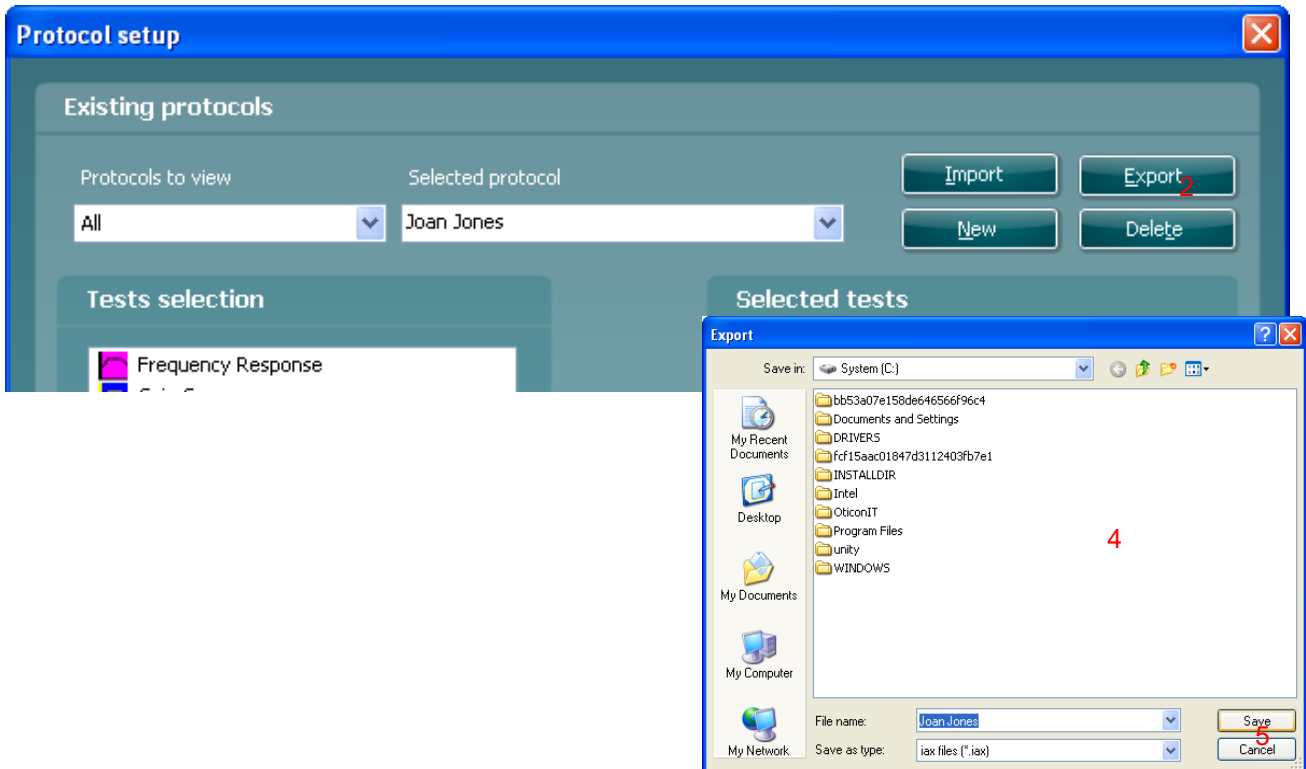 Protocol setup
Existing protocols
Protocols to view
Selected protocol
Import
Export
2
All
Joan Jones
New
Delete
Tests selection
Selected tests
Frequency Response
Export
Save in:
System (C:)
bb53a07e158de646566f96c4
Documents and Settings
DRIVERS
fcf15aac01847d3112403fb7e1
INSTALLDIR
Intel
OticonIT
Program Files
unity
WINDOWS
4
My Recent
Documents
Desktop
My Documents
My Computer
My Network
File name:
Joan Jones
Save
5
Save as type:
iax files (*.iax)
Cancel